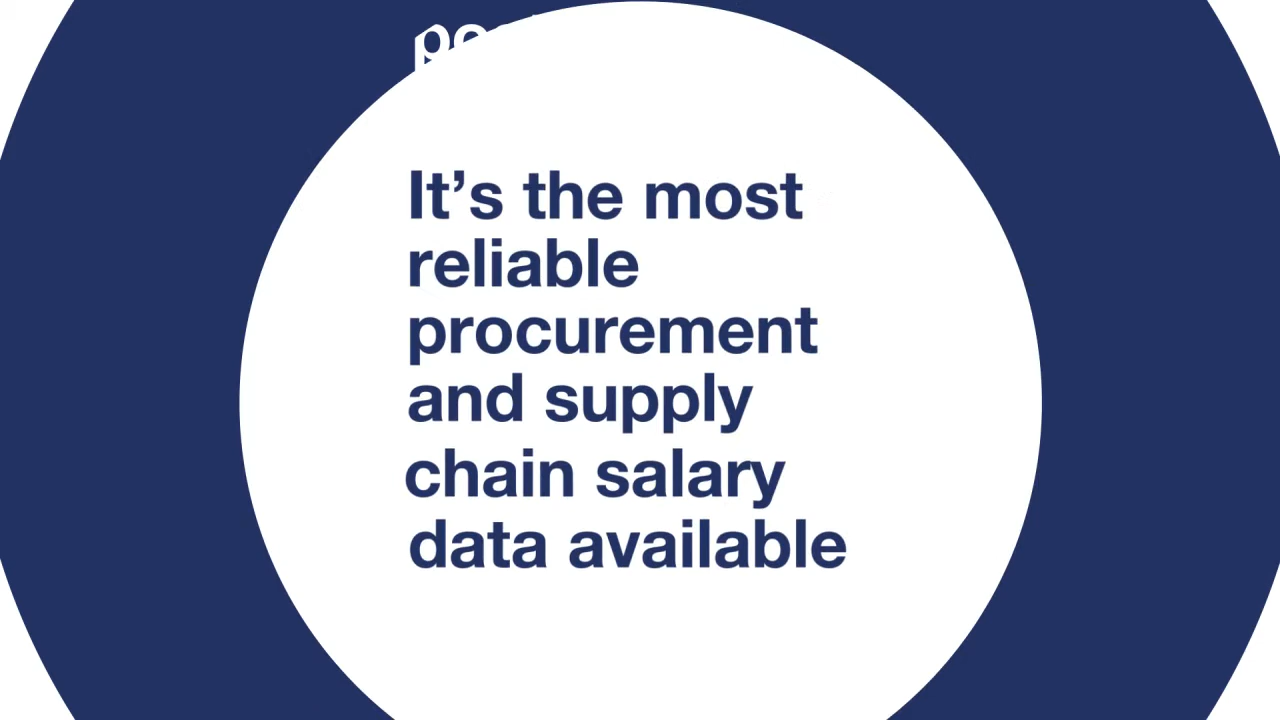 It’s the most
reliable
procurement
and supply
chain salary
data available